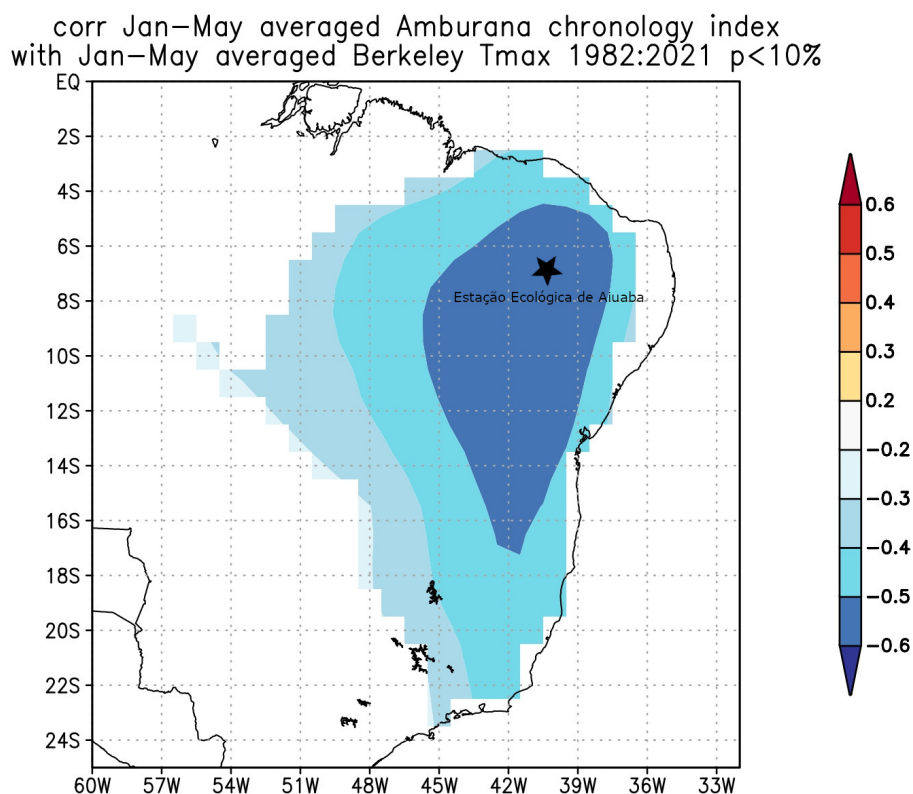 corr Jan-May averaged Amburana chronology index
with Jan-May averaged Berkeley Tmax 1982:2021 p<10%
EQ
2S
4S
6S
8S
10S
12S
14S
16S
18S
20S
22S
24S
60W 57W 54W 51W 48W 45W 42W 39W 36W 33W
Estação Ecológica de Aiuaba
0.6
0.5
0.4
0.3
0.2
-0.2
-0.3
-0.4
-0.5
-0.6